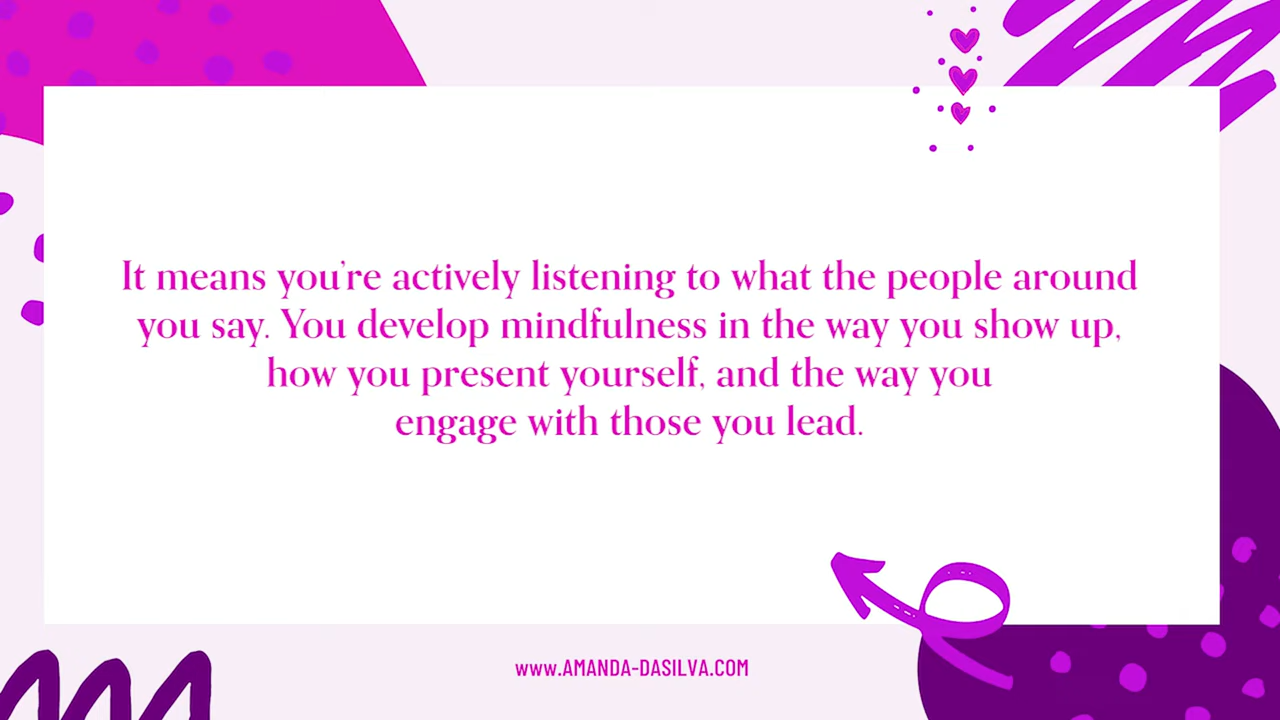 It means you're actively listening to what the people around
you say. You develop mindfulness in the way you show up,
how you present yourself, and the way you
engage with those you lead.
www.AMANDA-DASILVA.COM